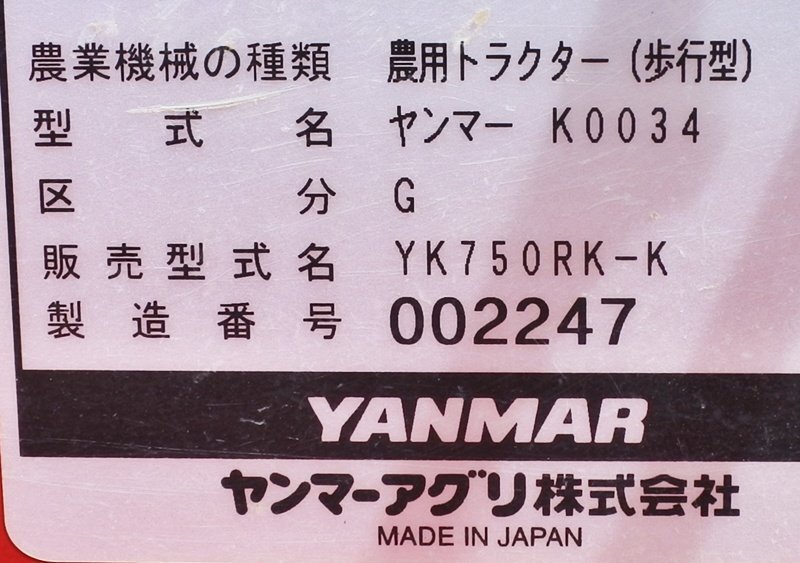 農業機械の種類 農用トラクター(歩行型)
型式名 ヤンマー K0034
区分 G
販売型式名 YK750RK-K
製造番号 002247
YANMAR
ヤンマーアグリ株式会社
MADE IN JAPAN